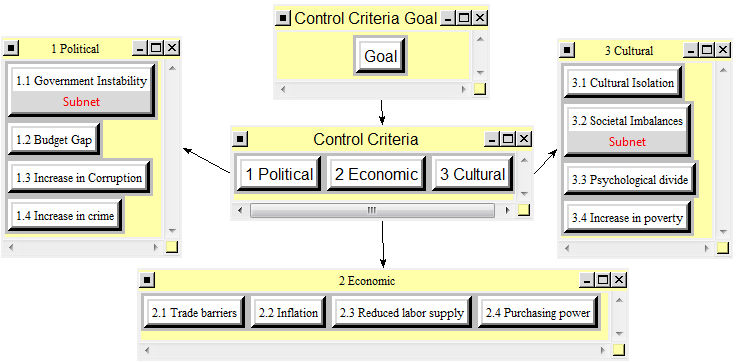 Control Criteria Goal
Goal
1 Political
1.1 Government Instability
Subnet
1.2 Budget Gap
1.3 Increase in Corruption
1.4 Increase in crime
Control Criteria
1 Political
2 Economic
3 Cultural
3 Cultural
3.1 Cultural Isolation
3.2 Societal Imbalances
Subnet
3.3 Psychological divide
3.4 Increase in poverty
2 Economic
2.1 Trade barriers
2.2 Inflation
2.3 Reduced labor supply
2.4 Purchasing power